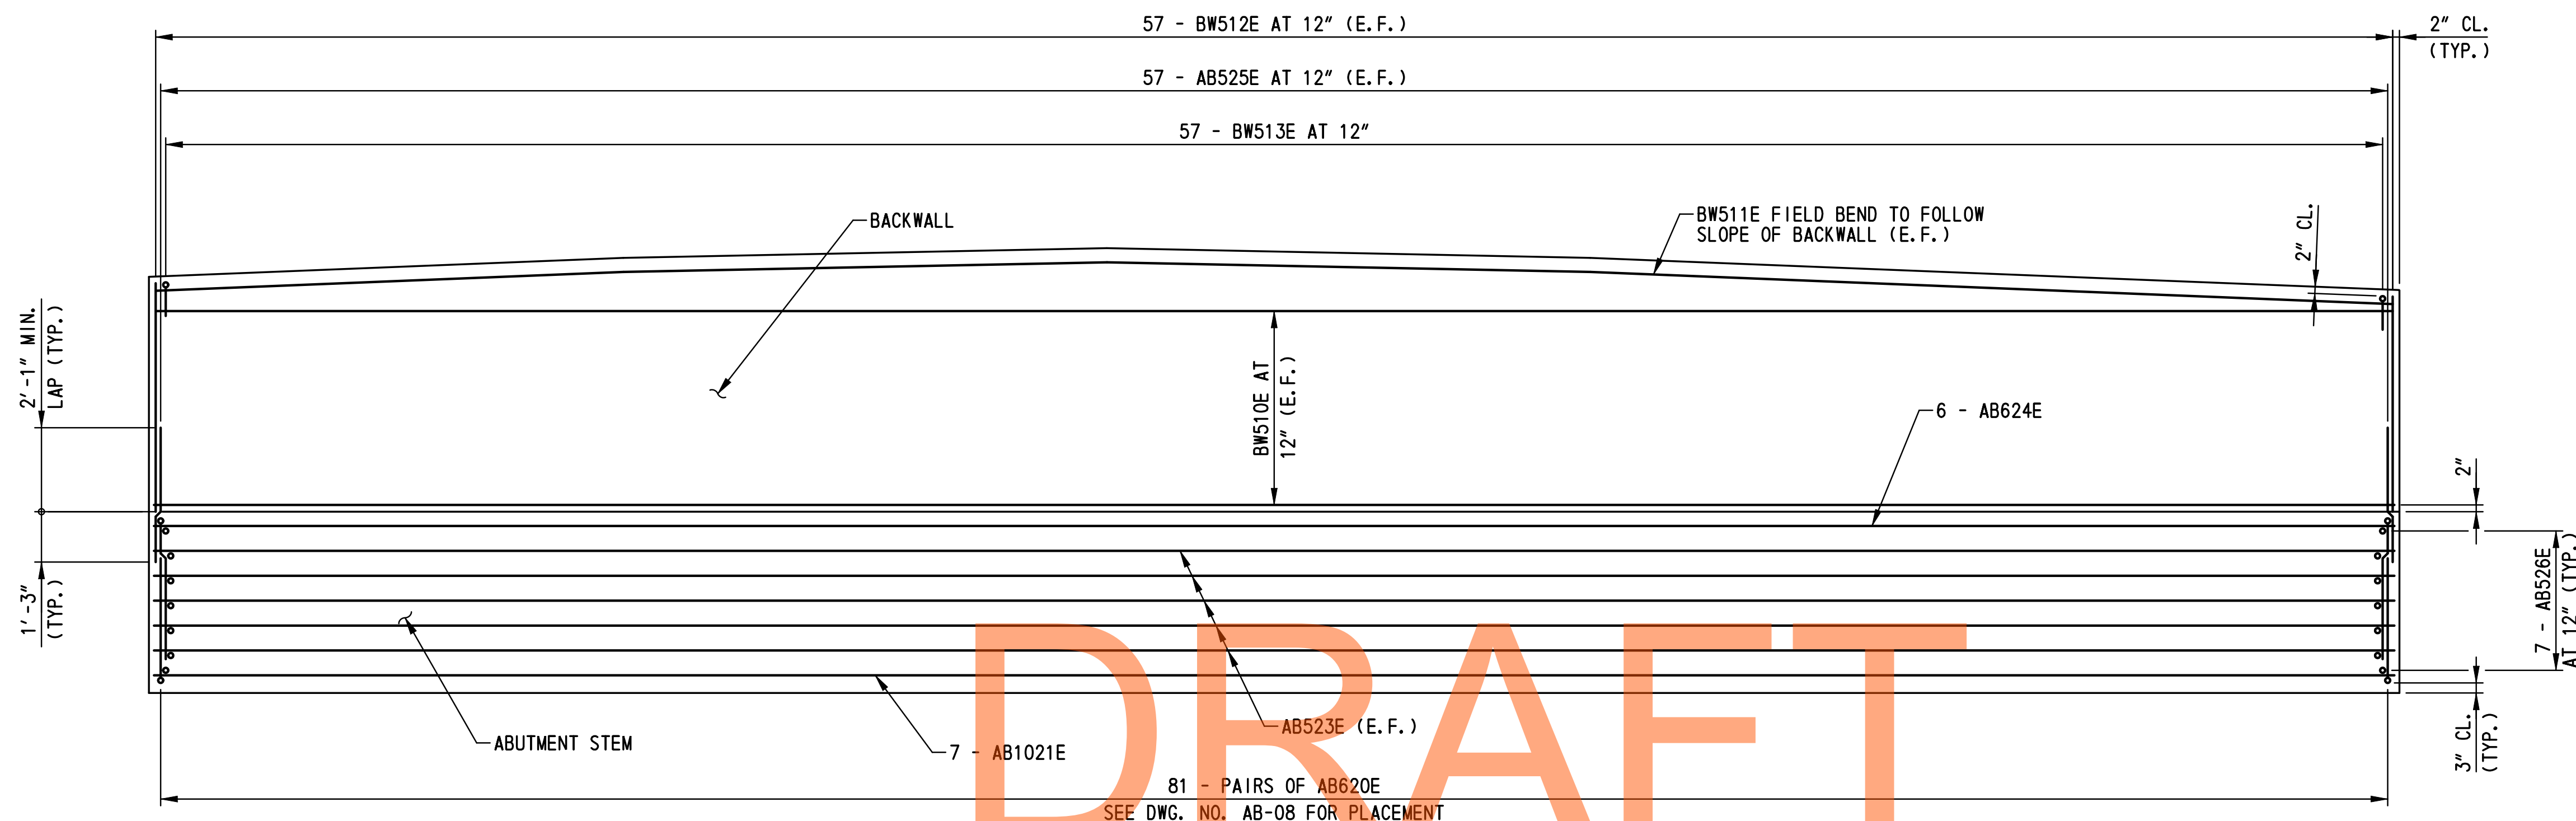 57 - BW512E AT 12" (E.F.)
2" CL.
(TYP.)
57 - AB525E AT 12" (E.F.)
57 - BW513E AT 12"
BACKWALL
BW511E FIELD BEND TO FOLLOW
SLOPE OF BACKWALL (E.F.)
2" CL.
2'-1" MIN.
LAP (TYP.)
BW510E AT
12" (E.F.)
6 - AB624E
2"
1'-3"
(TYP.)
7 - AB526E
AT 12" (TYP.)
ABUTMENT STEM
7 - AB1021E
AB523E (E.F.)
3" CL.
(TYP.)
81 - PAIRS OF AB620E
SEE DWG. NO. AB-08 FOR PLACEMENT
DRAFT